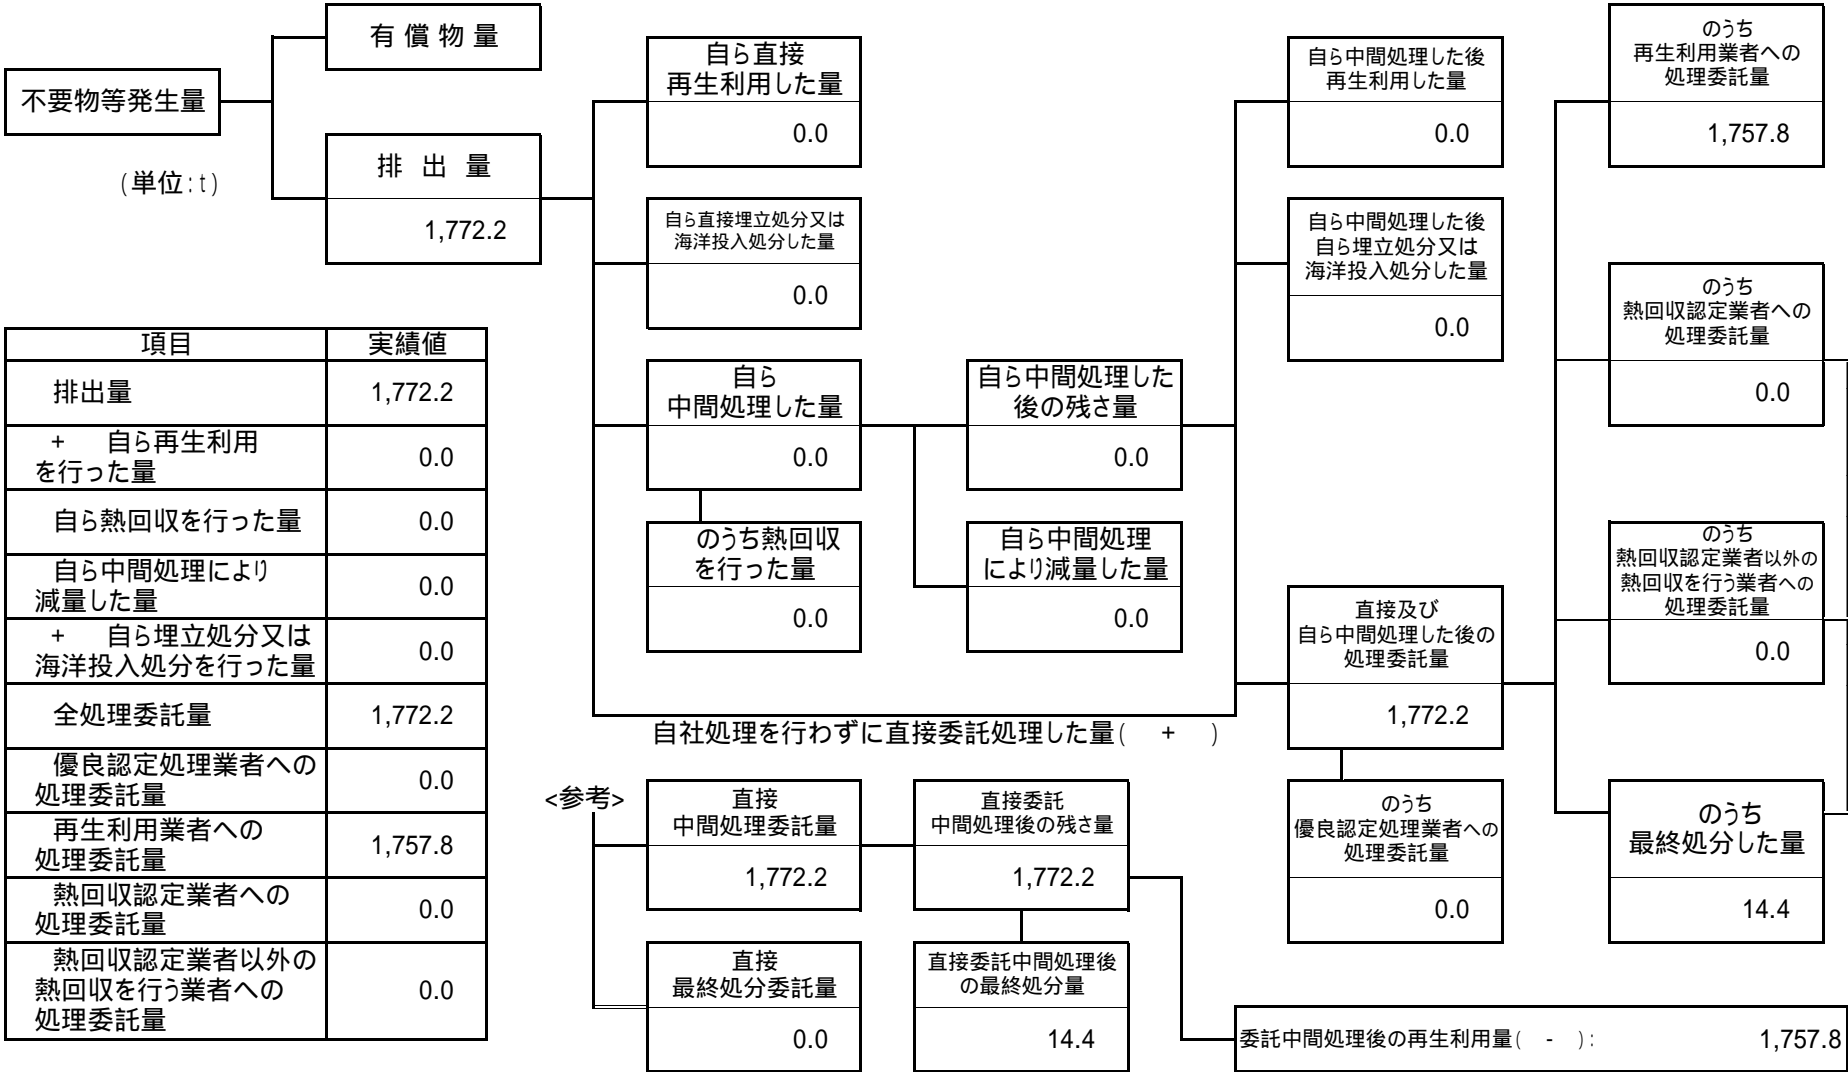 不要物等発生量
(単位:t)
有償物量
排出量
1,772.2
自ら直接
再生利用した量
0.0
自ら直接埋立処分又は
海洋投入処分した量
0.0
自ら
中間処理した量
0.0
のうち熱回収
を行った量
0.0
自ら中間処理した
後の残さ量
0.0
自ら中間処理
により減量した量
0.0
自ら中間処理した後
再生利用した量
0.0
自ら中間処理した後
自ら埋立処分又は
海洋投入処分した量
0.0
直接及び
自ら中間処理した後の
処理委託量
1,772.2
のうち
優良認定処理業者への
処理委託量
0.0
のうち
再生利用業者への
処理委託量
1,757.8
のうち
熱回収認定業者への
処理委託量
0.0
のうち
熱回収認定業者以外の
熱回収を行う業者への
処理委託量
0.0
のうち
最終処分した量
14.4
自社処理を行わずに直接委託処理した量( + )
項目 実績値
排出量 1,772.2
+ 自ら再生利用
を行った量 0.0
自ら熱回収を行った量 0.0
自ら中間処理により
減量した量 0.0
+ 自ら埋立処分又は
海洋投入処分を行った量 0.0
全処理委託量 1,772.2
優良認定処理業者への
処理委託量 0.0
再生利用業者への
処理委託量 1,757.8
熱回収認定業者への
処理委託量 0.0
熱回収認定業者以外の
熱回収を行う業者への
処理委託量 0.0
<参考>
直接
中間処理委託量
1,772.2
直接委託
中間処理後の残さ量
1,772.2
直接
最終処分委託量
0.0
直接委託中間処理後
の最終処分量
14.4
委託中間処理後の再生利用量( - ): 1,757.8